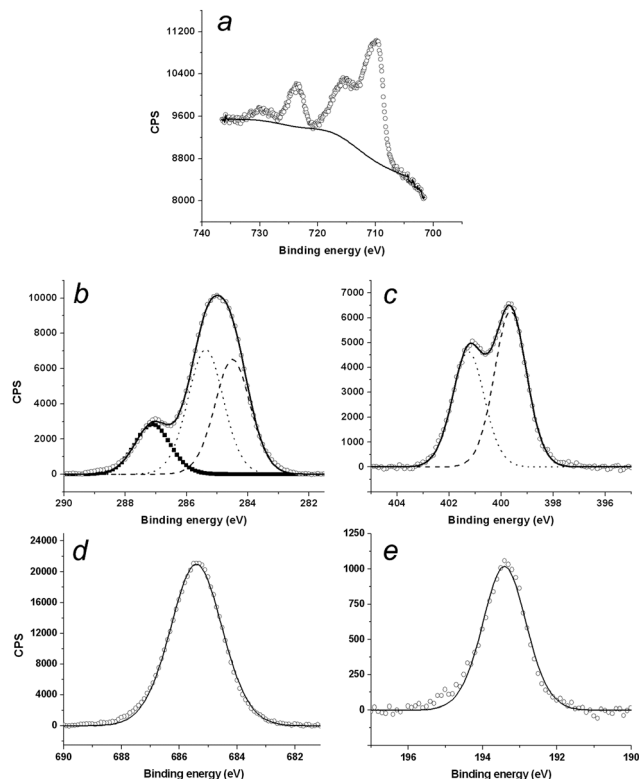 a
11200
10400
9600
8800
8000
CPS
740 730 720 710 700
Binding energy (eV)
b
10000
8000
6000
4000
2000
0
CPS
290 288 286 284 282
Binding energy (eV)
c
7000
6000
5000
4000
3000
2000
1000
0
404 402 400 398 396
Binding energy (eV)
d
24000
20000
16000
12000
8000
4000
0
CPS
690 688 686 684 682
Binding energy (eV)
e
1250
1000
750
500
250
0
196 194 192 190
Binding energy (eV)